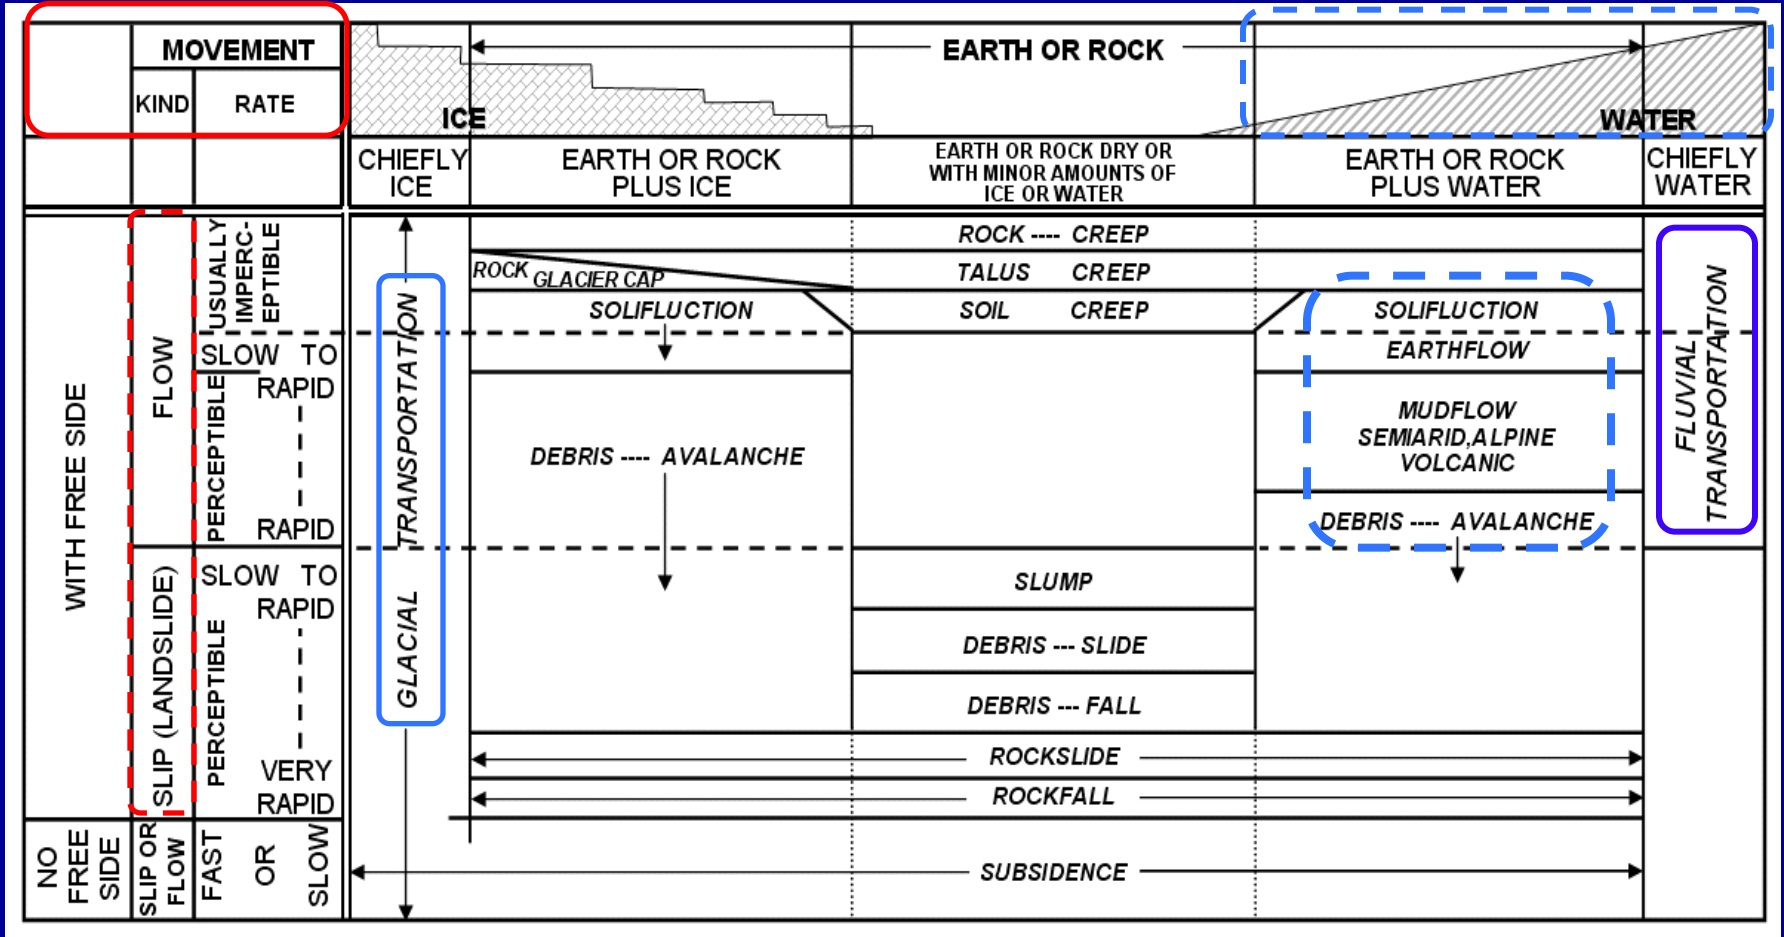 MOVEMENT
KIND
RATE
ICE
EARTH OR ROCK
WATER
CHIEFLY
ICE
EARTH OR ROCK
PLUS ICE
EARTH OR ROCK DRY OR
WITH MINOR AMOUNTS OF
ICE OR WATER
EARTH OR ROCK
PLUS WATER
CHIEFLY
WATER
WITH FREE SIDE
FLOW
USUALLY
IMPERC-
EPTIBLE
SLOW TO
RAPID
PERCEPTIBLE
RAPID
SLIP (LANDSLIDE)
SLOW TO
RAPID
PERCEPTIBLE
VERY
RAPID
NO
FREE
SIDE
SLIP OR
FLOW
FAST
OR
SLOW
GLACIAL TRANSPORTATION
ROCK ---- CREEP
ROCK GLACIER CAP
TALUS CREEP
SOLIFLUCTION
SOIL CREEP
SOLIFLUCTION
EARTHFLOW
MUDFLOW
SEMIARID,ALPINE
VOLCANIC
DEBRIS ---- AVALANCHE
DEBRIS ---- AVALANCHE
SLUMP
DEBRIS --- SLIDE
DEBRIS --- FALL
ROCKSLIDE
ROCKFALL
SUBSIDENCE
FLUVIAL
TRANSPORTATION